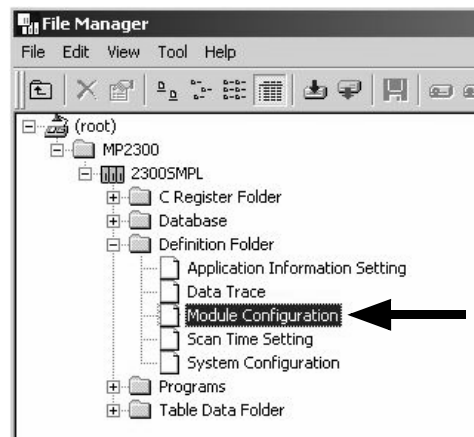 File Manager
File Edit View Tool Help
(root)
MP2300
2300SMPL
C Register Folder
Database
Definition Folder
Application Information Setting
Data Trace
Module Configuration
Scan Time Setting
System Configuration
Programs
Table Data Folder